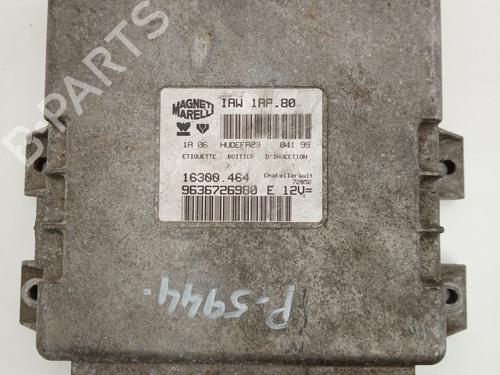 B-PARTS
MAGNETI MARELLI
IAW 1AP.80
1A 06 HUDEFA29 041 99
ETIQUETTE BOITIER D'INJECTION
16300.464 Chatellerault 72052
9636726980 E 12V=
P-5944.